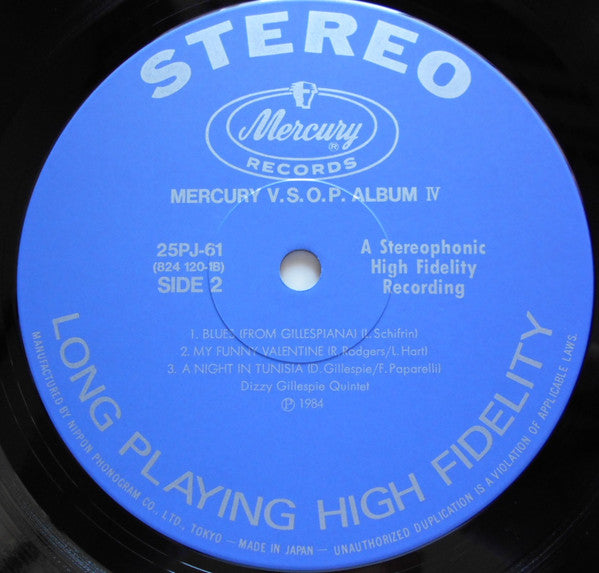 STEREO
Mercury
®
RECORDS
MERCURY V.S.O.P. ALBUM Ⅳ
25PJ-61
(824 120-1B)
SIDE 2
A Stereophonic
High Fidelity
Recording
1. BLUES (FROM GILLESPIANA) (L. Schifrin)
2. MY FUNNY VALENTINE (R. Rodgers/L. Hart)
3. A NIGHT IN TUNISIA (D. Gillespie/F. Paparelli)
Dizzy Gillespie Quintet
Ⓟ 1984
LONG PLAYING HIGH FIDELITY
MANUFACTURED BY NIPPON PHONOGRAM CO., LTD., TOKYO – MADE IN JAPAN – UNAUTHORIZED DUPLICATION IS A VIOLATION OF APPLICABLE LAWS.